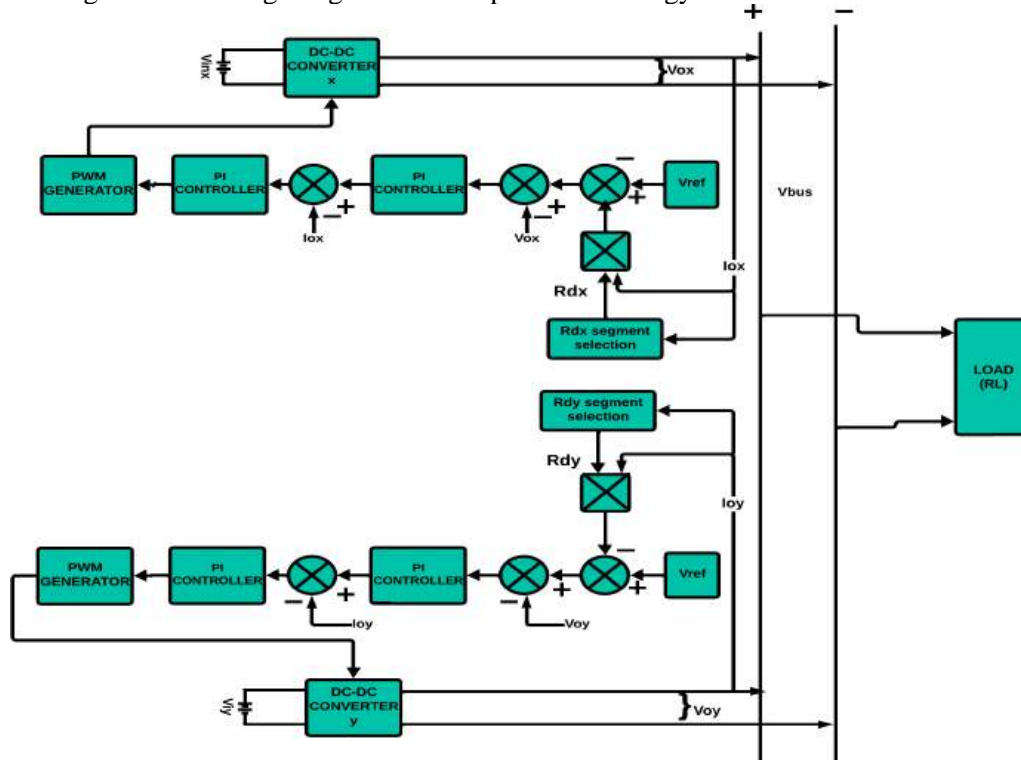 + −
DC-DC
CONVERTER
x
Vinx
Vox
PWM
GENERATOR
PI
CONTROLLER
PI
CONTROLLER
Vref
−
+
− +
− +
Iox
Vox
Vbus
Iox
Rdx
Rdx segment
selection
LOAD
(RL)
Rdy segment
selection
Rdy
Ioy
PWM
GENERATOR
PI
CONTROLLER
PI
CONTROLLER
Vref
−
+
− +
− +
Ioy
Voy
DC-DC
CONVERTER
y
Viy
Voy